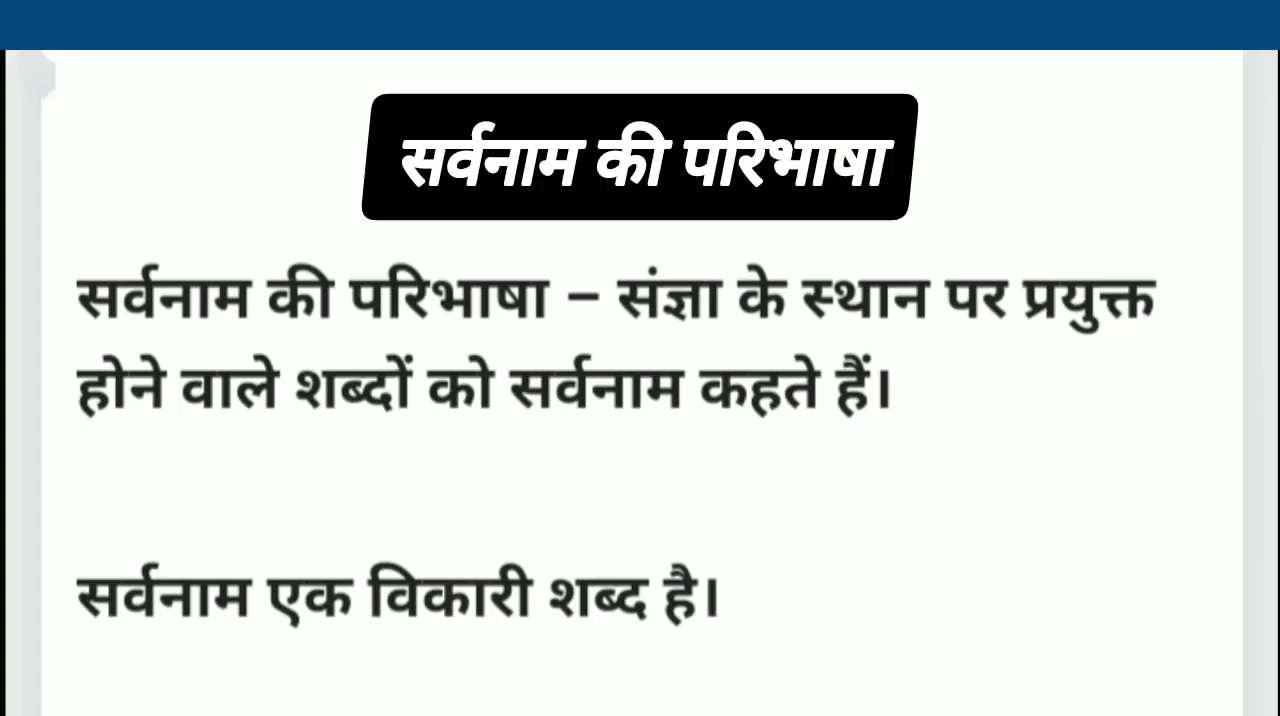 सर्वनाम की परिभाषा
सर्वनाम की परिभाषा – संज्ञा के स्थान पर प्रयुक्त
होने वाले शब्दों को सर्वनाम कहते हैं।
सर्वनाम एक विकारी शब्द है।